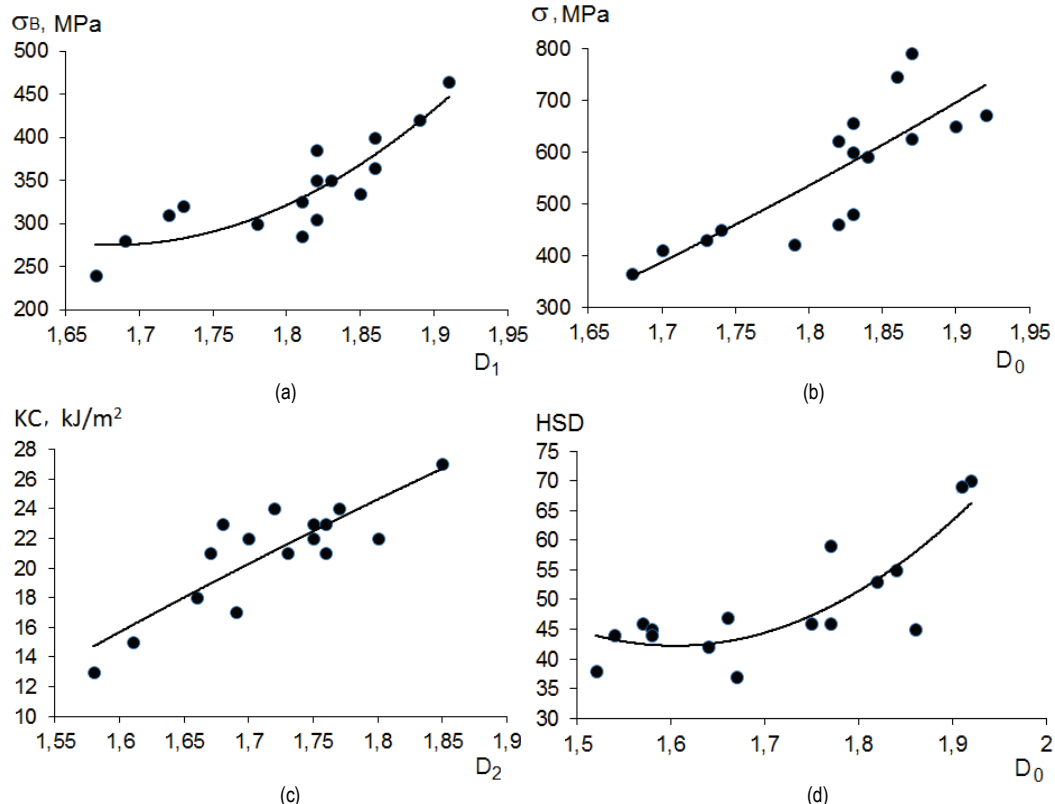 σB, MPa
500
450
400
350
300
250
200
1,65 1,7 1,75 1,8 1,85 1,9 1,95
D1
(a)
σ, MPa
800
700
600
500
400
300
1,65 1,7 1,75 1,8 1,85 1,9 1,95
D0
(b)
KC, kJ/m²
28
26
24
22
20
18
16
14
12
10
1,55 1,6 1,65 1,7 1,75 1,8 1,85 1,9
D2
(c)
HSD
75
70
65
60
55
50
45
40
35
30
1,5 1,6 1,7 1,8 1,9 2
D0
(d)